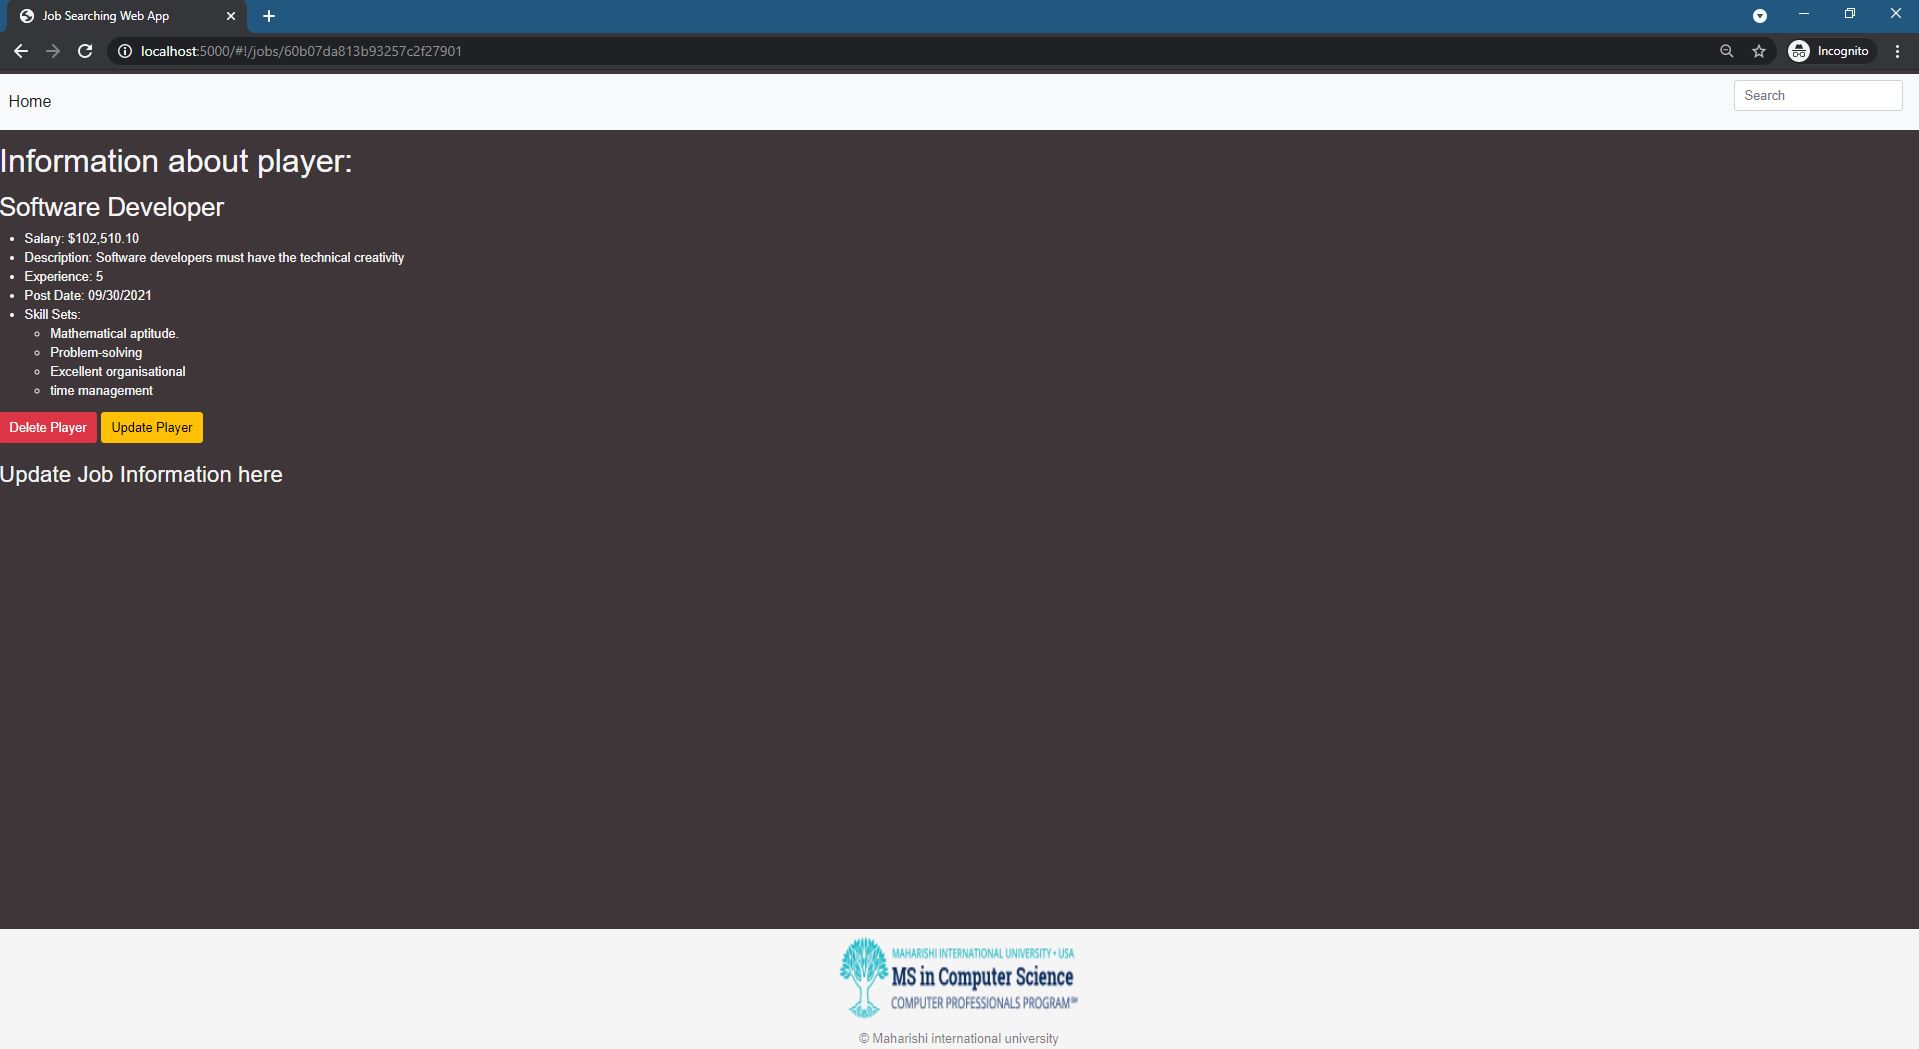 Job Searching Web App
localhost:5000/#!/jobs/60b07da813b93257c2f27901
Incognito
Home
Search
Information about player:
Software Developer
Salary: $102,510.10
Description: Software developers must have the technical creativity
Experience: 5
Post Date: 09/30/2021
Skill Sets:
Mathematical aptitude.
Problem-solving
Excellent organisational
time management
Delete Player Update Player
Update Job Information here
MAHARISHI INTERNATIONAL UNIVERSITY • USA
MS in Computer Science
COMPUTER PROFESSIONALS PROGRAM℠
© Maharishi international university